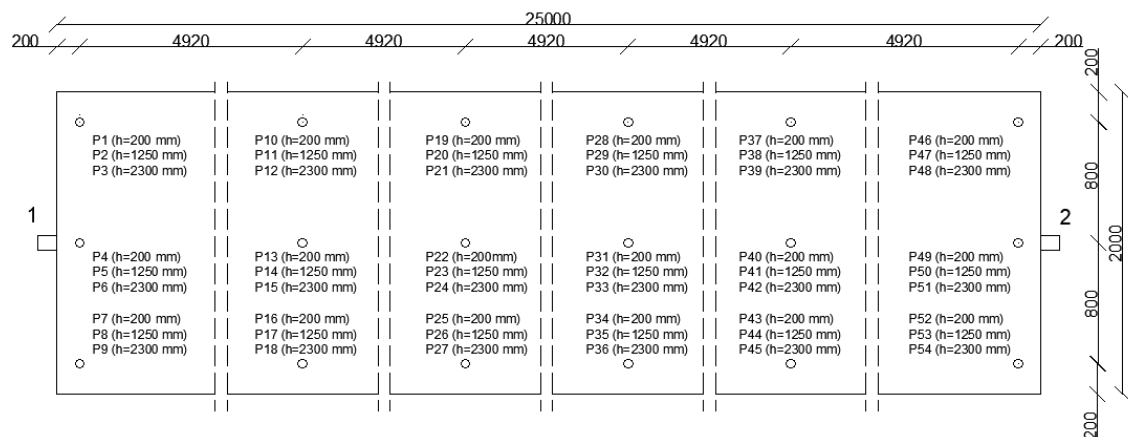 25000
200 4920 4920 4920 4920 4920 200
200
P1 (h=200 mm) P10 (h=200 mm) P19 (h=200 mm) P28 (h=200 mm) P37 (h=200 mm) P46 (h=200 mm)
P2 (h=1250 mm) P11 (h=1250 mm) P20 (h=1250 mm) P29 (h=1250 mm) P38 (h=1250 mm) P47 (h=1250 mm)
P3 (h=2300 mm) P12 (h=2300 mm) P21 (h=2300 mm) P30 (h=2300 mm) P39 (h=2300 mm) P48 (h=2300 mm)
800
1 2
2000
P4 (h=200 mm) P13 (h=200 mm) P22 (h=200mm) P31 (h=200 mm) P40 (h=200 mm) P49 (h=200 mm)
P5 (h=1250 mm) P14 (h=1250 mm) P23 (h=1250 mm) P32 (h=1250 mm) P41 (h=1250 mm) P50 (h=1250 mm)
P6 (h=2300 mm) P15 (h=2300 mm) P24 (h=2300 mm) P33 (h=2300 mm) P42 (h=2300 mm) P51 (h=2300 mm)
800
P7 (h=200 mm) P16 (h=200 mm) P25 (h=200 mm) P34 (h=200 mm) P43 (h=200 mm) P52 (h=200 mm)
P8 (h=1250 mm) P17 (h=1250 mm) P26 (h=1250 mm) P35 (h=1250 mm) P44 (h=1250 mm) P53 (h=1250 mm)
P9 (h=2300 mm) P18 (h=2300 mm) P27 (h=2300 mm) P36 (h=2300 mm) P45 (h=2300 mm) P54 (h=2300 mm)
200